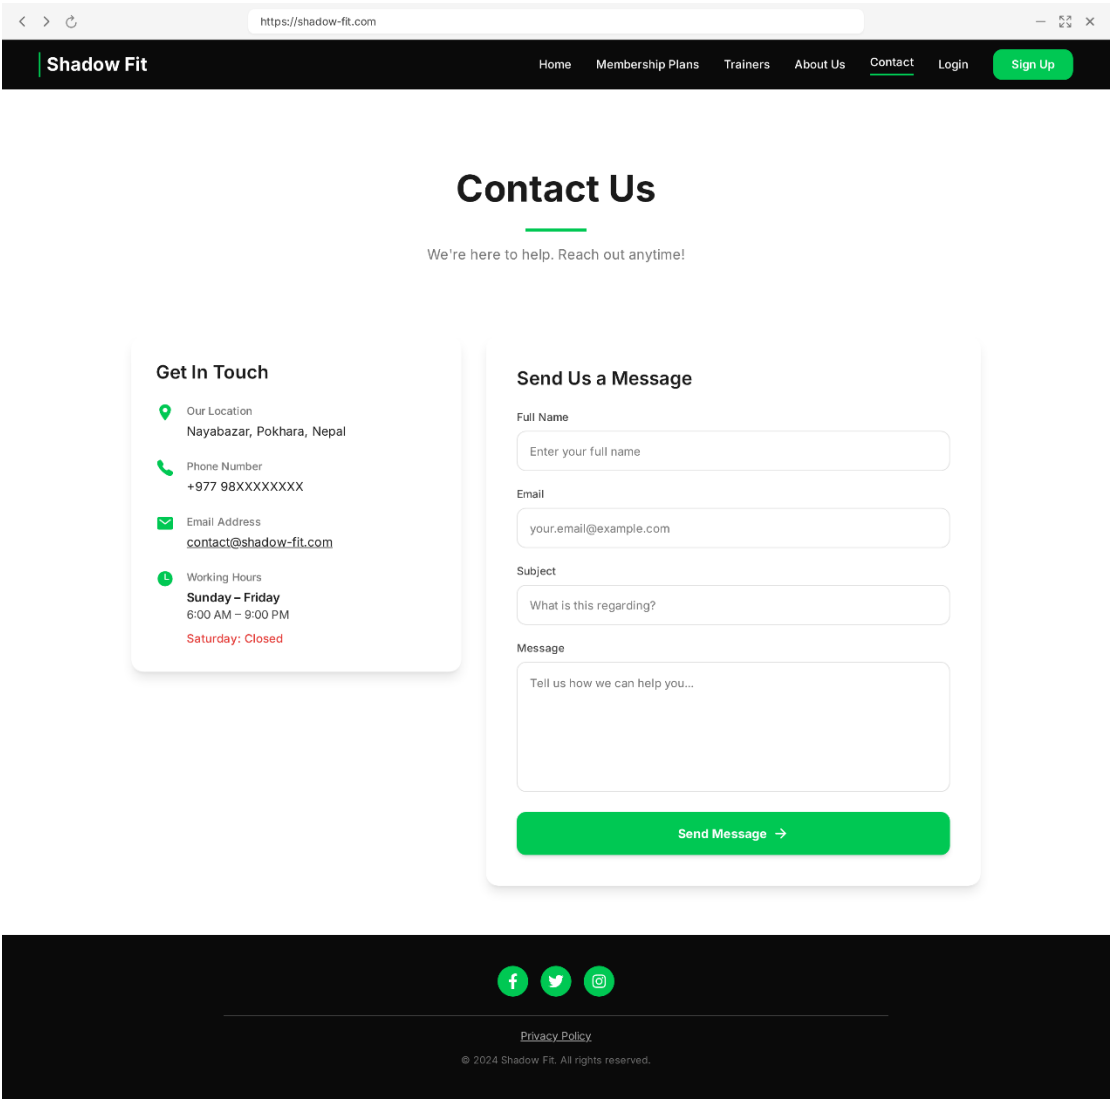 https://shadow-fit.com
Shadow Fit
Home
Membership Plans
Trainers
About Us
Contact
Login
Sign Up
Contact Us
We're here to help. Reach out anytime!
Get In Touch
Our Location
Nayabazar, Pokhara, Nepal
Phone Number
+977 98XXXXXXXX
Email Address
contact@shadow-fit.com
Working Hours
Sunday – Friday
6:00 AM – 9:00 PM
Saturday: Closed
Send Us a Message
Full Name
Enter your full name
Email
your.email@example.com
Subject
What is this regarding?
Message
Tell us how we can help you...
Send Message →
Privacy Policy
© 2024 Shadow Fit. All rights reserved.